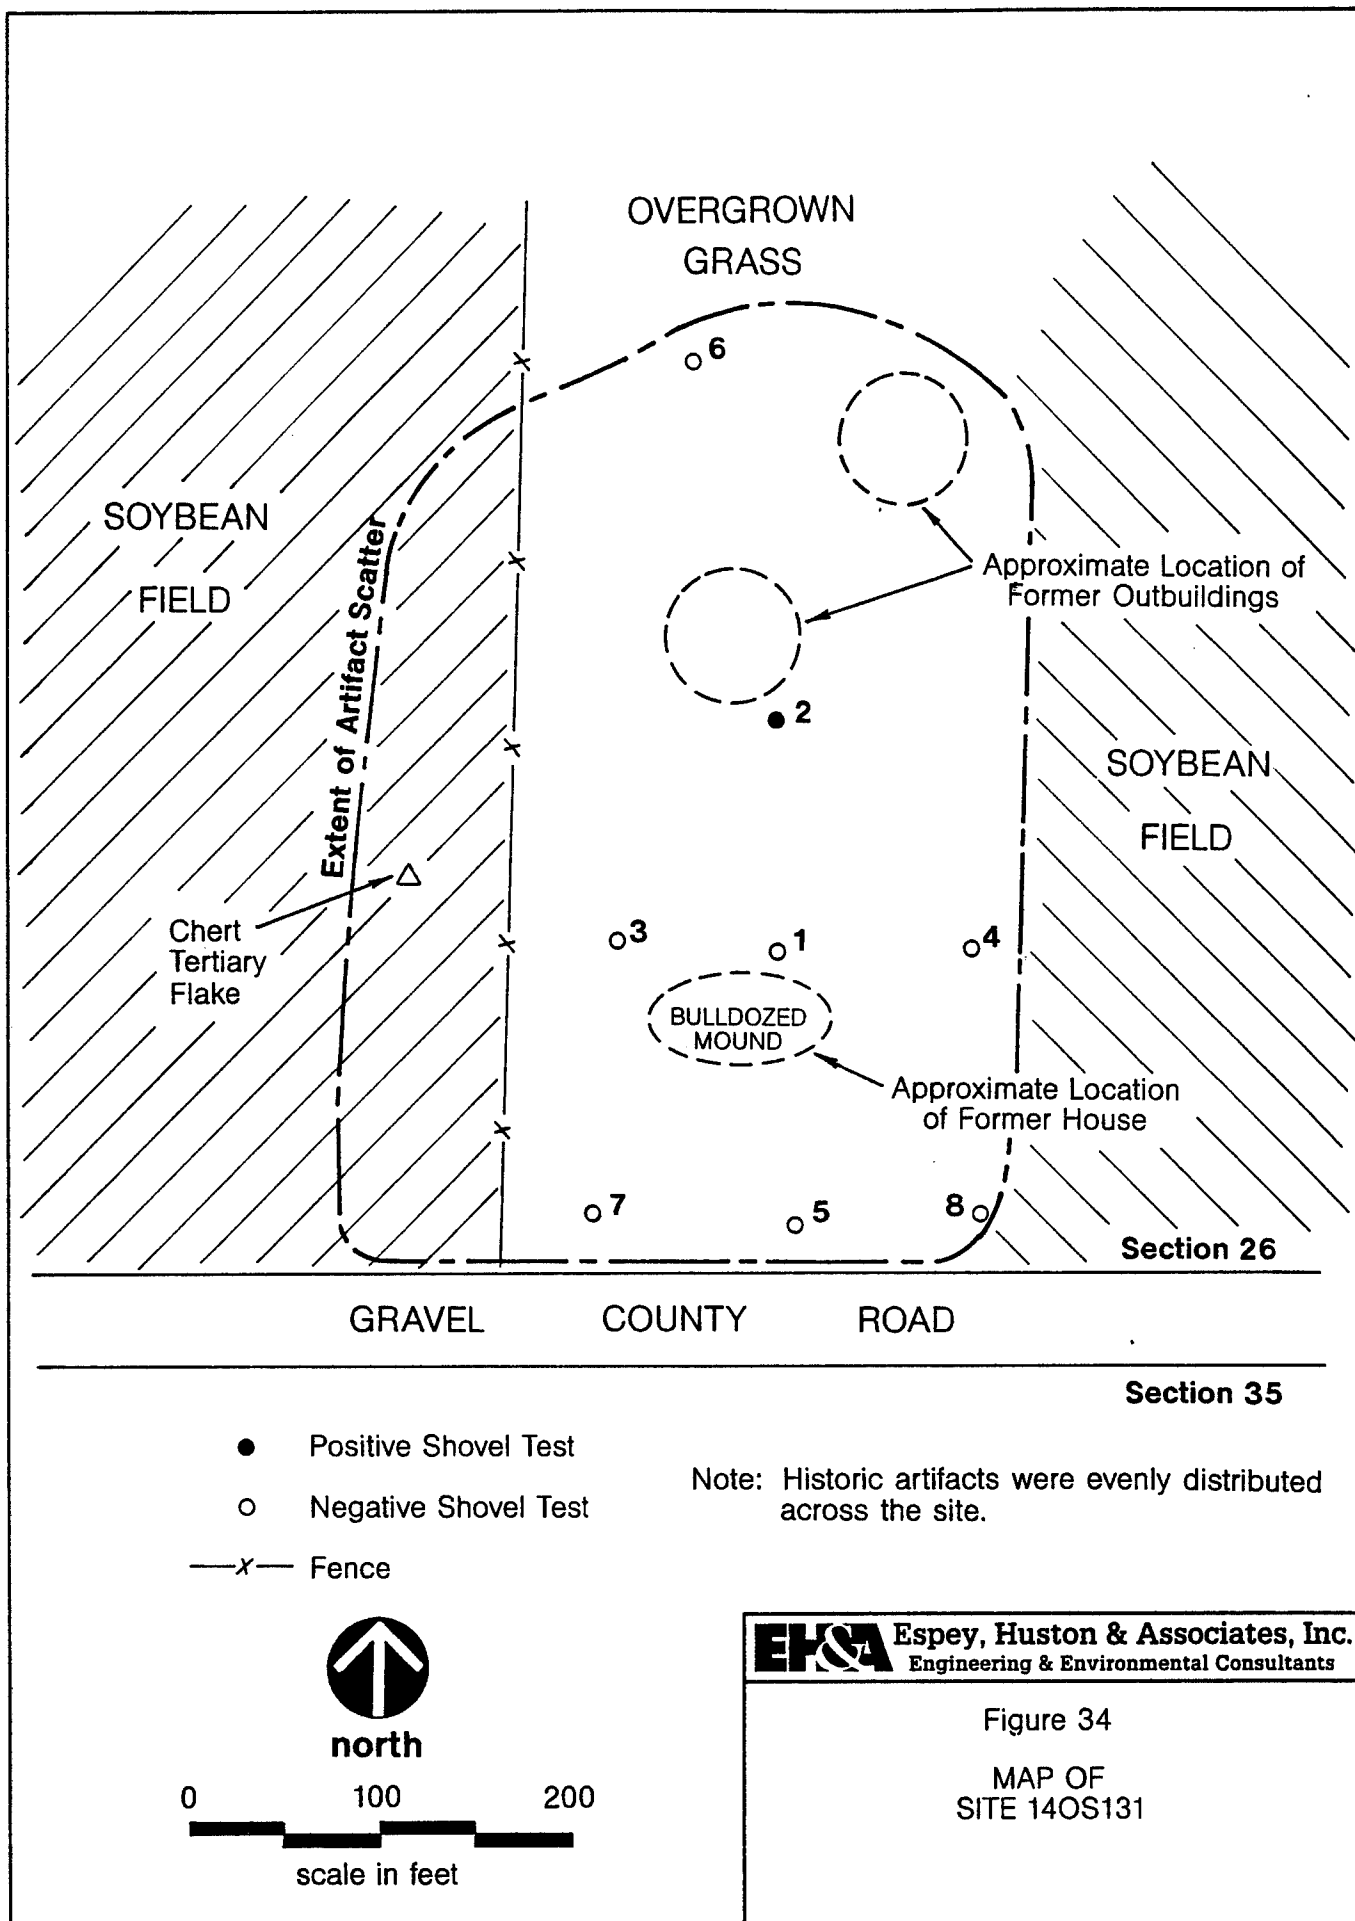 OVERGROWN
GRASS
6
SOYBEAN
FIELD
Extent of Artifact Scatter
Approximate Location of
Former Outbuildings
2
SOYBEAN
FIELD
Chert
Tertiary
Flake
3
1
4
BULLDOZED
MOUND
Approximate Location
of Former House
7
5
8
Section 26
GRAVEL COUNTY ROAD
Section 35
Positive Shovel Test
Negative Shovel Test
x Fence
Note: Historic artifacts were evenly distributed
across the site.
north
0 100 200
scale in feet
EH&A Espey, Huston & Associates, Inc.
Engineering & Environmental Consultants
Figure 34
MAP OF
SITE 14OS131